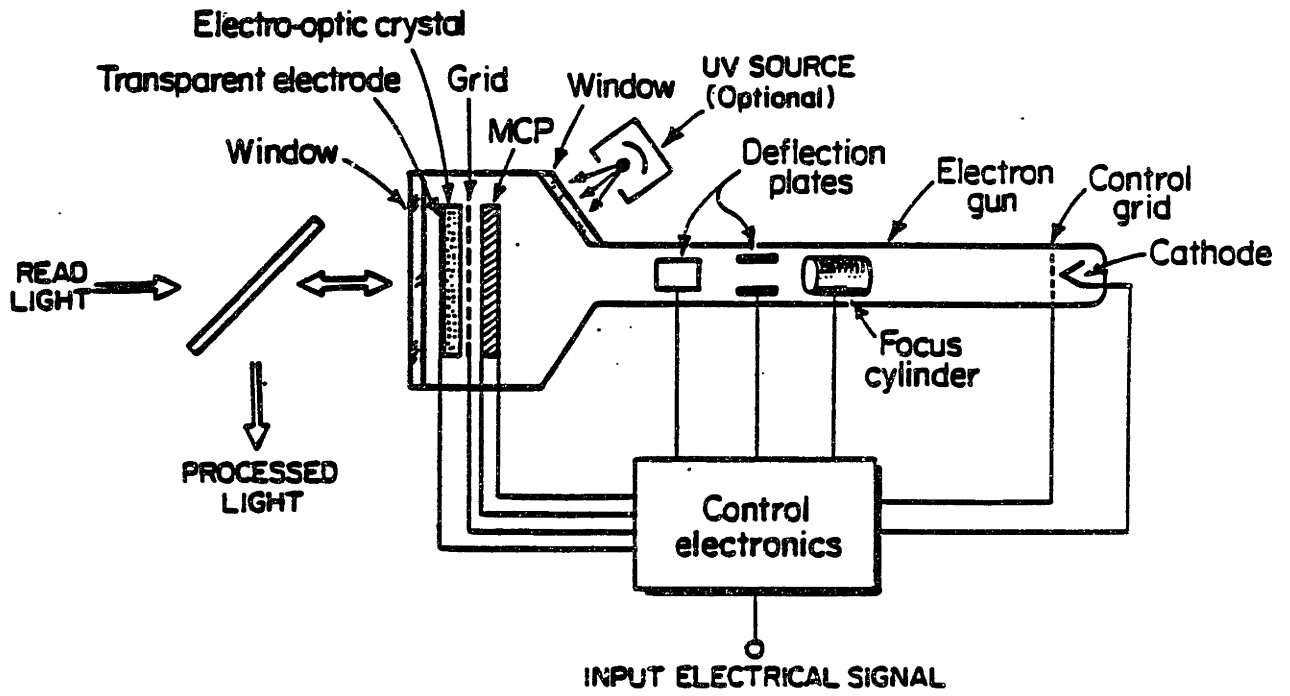 Electro-optic crystal
Transparent electrode
Grid
Window
UV SOURCE
(Optional)
MCP
Window
Deflection
plates
Electron
gun
Control
grid
Cathode
READ
LIGHT
Focus
cylinder
PROCESSED
LIGHT
Control
electronics
INPUT ELECTRICAL SIGNAL